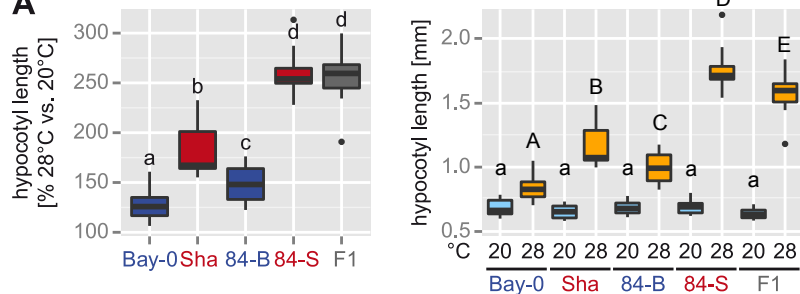 A
hypocotyl length
[% 28°C vs. 20°C]
300
250
200
150
100
a
b
c
d
d
Bay-0 Sha 84-B 84-S F1
hypocotyl length [mm]
2.0
1.5
1.0
0.5
a A a B a C a D a E
°C 20 28 20 28 20 28 20 28 20 28
Bay-0 Sha 84-B 84-S F1